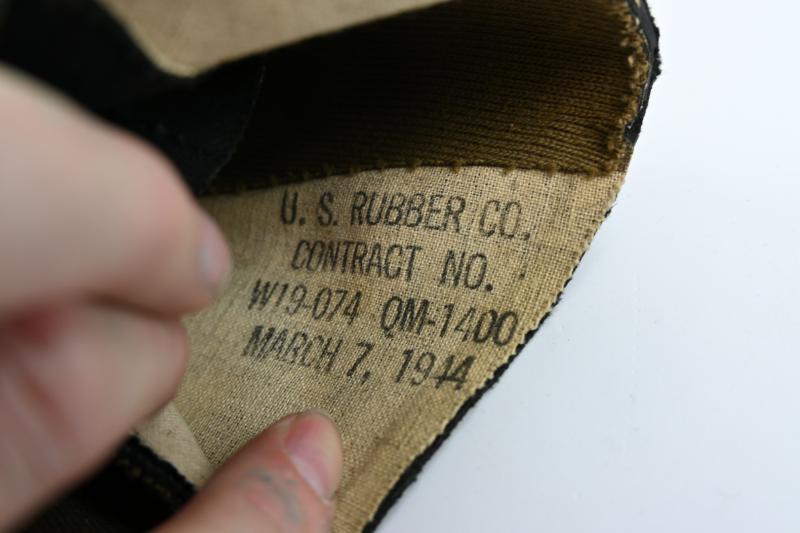 U. S. RUBBER CO.
CONTRACT NO.
W19-074 QM-1400
MARCH 7, 1944